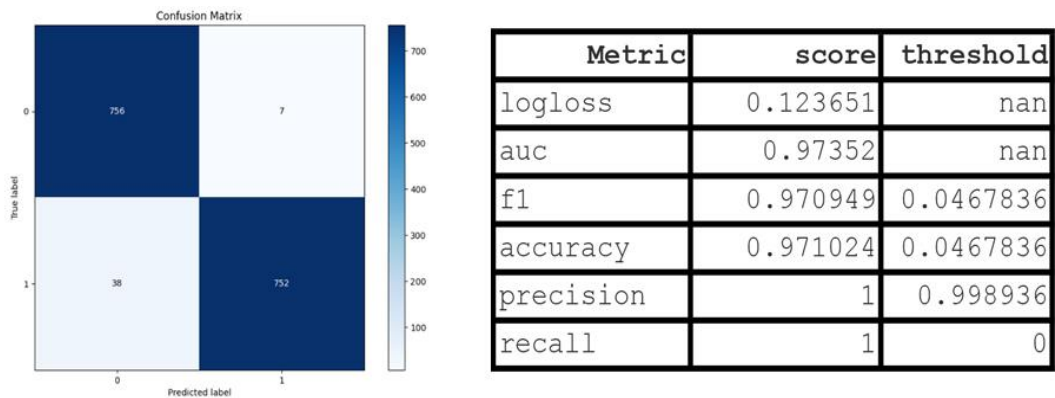 Confusion Matrix
True label
0
756
7
1
38
752
0
1
Predicted label
700
600
500
400
300
200
100
Metric score threshold
logloss 0.123651 nan
auc 0.97352 nan
f1 0.970949 0.0467836
accuracy 0.971024 0.0467836
precision 1 0.998936
recall 1 0